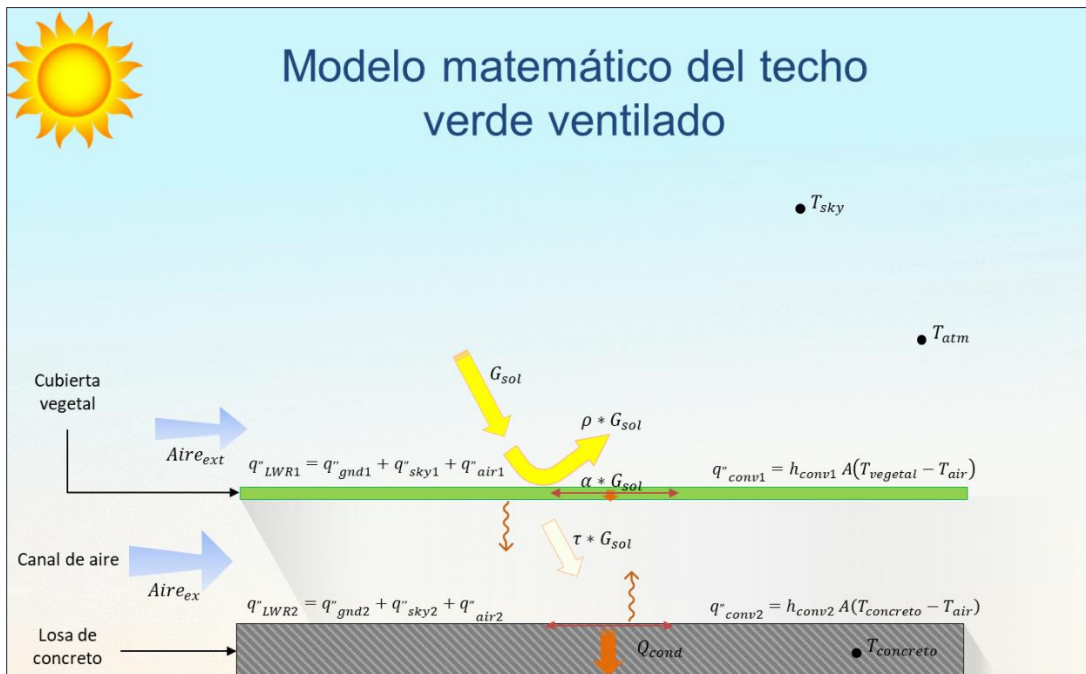 Modelo matemático del techo
verde ventilado
T_sky
T_atm
G_sol
Cubierta
vegetal
ρ ∗ G_sol
Aire_ext
q"_LWR1 = q"_gnd1 + q"_sky1 + q"_air1
α ∗ G_sol
q"_conv1 = h_conv1 A(T_vegetal − T_air)
τ ∗ G_sol
Canal de aire
Aire_ex
q"_LWR2 = q"_gnd2 + q"_sky2 + q"_air2
q"_conv2 = h_conv2 A(T_concreto − T_air)
Losa de
concreto
Q_cond
T_concreto